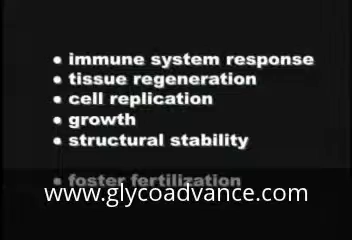 • immune system response
• tissue regeneration
• cell replication
• growth
• structural stability
• foster fertilization
www.glycoadvance.com